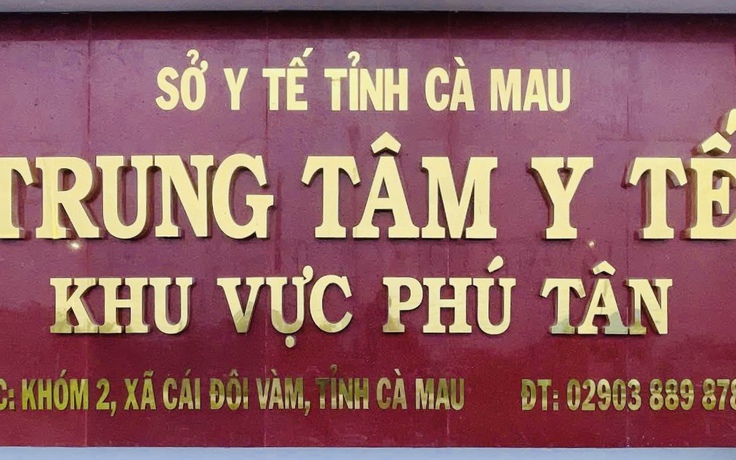 SỞ Y TẾ TỈNH CÀ MAU
TRUNG TÂM Y TẾ
KHU VỰC PHÚ TÂN
C: KHÓM 2, XÃ CÁI ĐÔI VÀM, TỈNH CÀ MAU ĐT: 02903 889 878